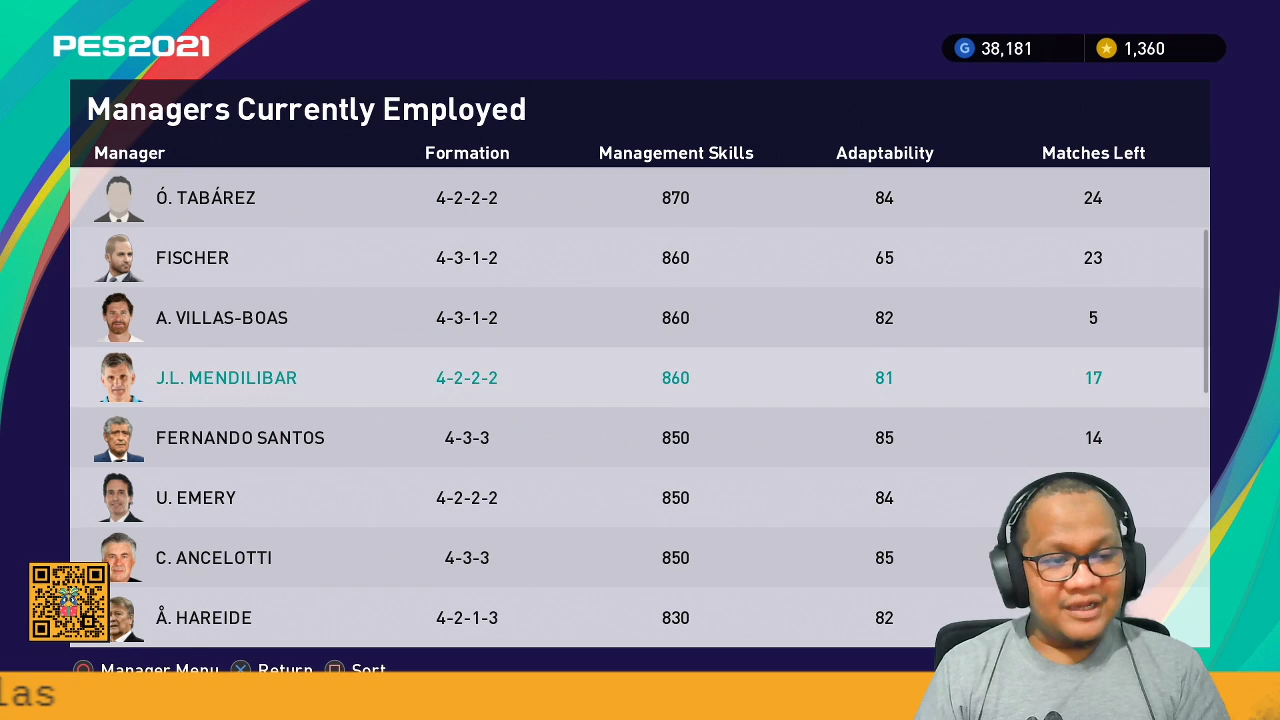 PES2021
38,181 1,360
Managers Currently Employed
Manager Formation Management Skills Adaptability Matches Left
Ó. TABÁREZ 4-2-2-2 870 84 24
FISCHER 4-3-1-2 860 65 23
A. VILLAS-BOAS 4-3-1-2 860 82 5
J.L. MENDILIBAR 4-2-2-2 860 81 17
FERNANDO SANTOS 4-3-3 850 85 14
U. EMERY 4-2-2-2 850 84
C. ANCELOTTI 4-3-3 850 85
Å. HAREIDE 4-2-1-3 830 82
Manager Menu Return Sort
las